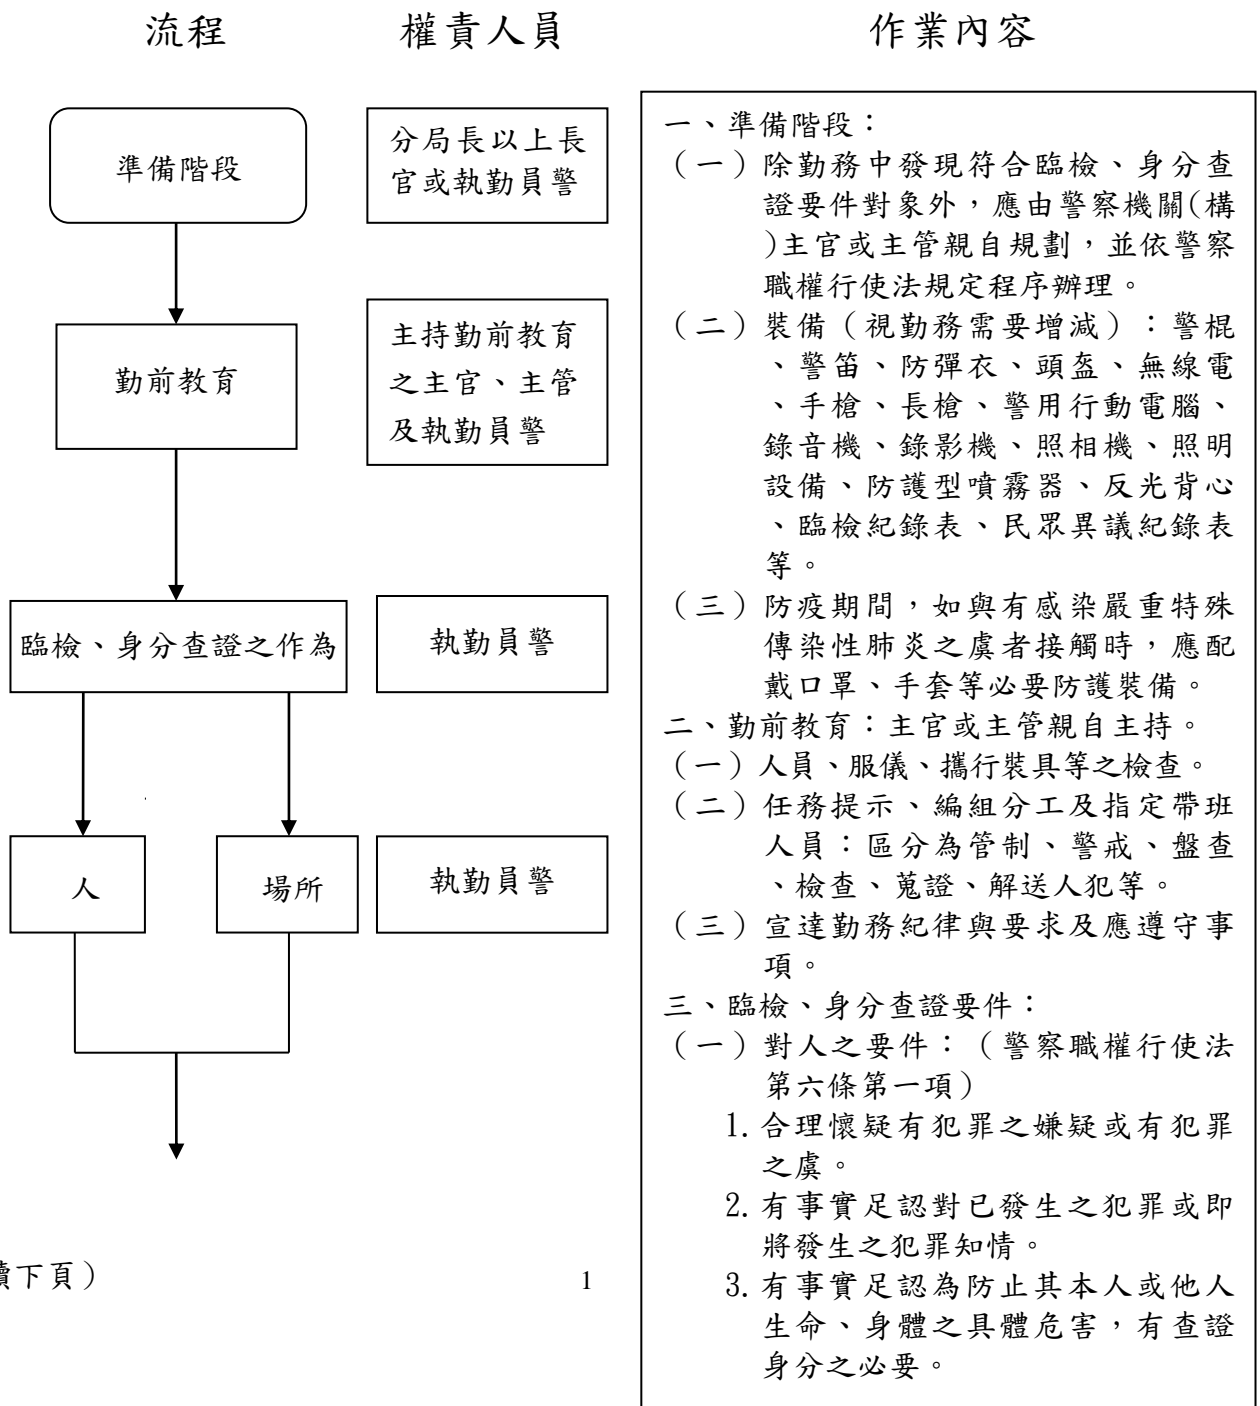 流程 權責人員 作業內容
準備階段
分局長以上長
官或執勤員警
勤前教育
主持勤前教育
之主官、主管
及執勤員警
臨檢、身分查證之作為
執勤員警
人
場所
執勤員警
一、準備階段：
（一）除勤務中發現符合臨檢、身分查
證要件對象外，應由警察機關(構
)主官或主管親自規劃，並依警察
職權行使法規定程序辦理。
（二）裝備（視勤務需要增減）：警棍
、警笛、防彈衣、頭盔、無線電
、手槍、長槍、警用行動電腦、
錄音機、錄影機、照相機、照明
設備、防護型噴霧器、反光背心
、臨檢紀錄表、民眾異議紀錄表
等。
（三）防疫期間，如與有感染嚴重特殊
傳染性肺炎之虞者接觸時，應配
戴口罩、手套等必要防護裝備。
二、勤前教育：主官或主管親自主持。
（一）人員、服儀、攜行裝具等之檢查。
（二）任務提示、編組分工及指定帶班
人員：區分為管制、警戒、盤查
、檢查、蒐證、解送人犯等。
（三）宣達勤務紀律與要求及應遵守事
項。
三、臨檢、身分查證要件：
（一）對人之要件：（警察職權行使法
第六條第一項）
1.合理懷疑有犯罪之嫌疑或有犯罪
之虞。
2.有事實足認對已發生之犯罪或即
將發生之犯罪知情。
3.有事實足認為防止其本人或他人
生命、身體之具體危害，有查證
身分之必要。
續下頁）
1